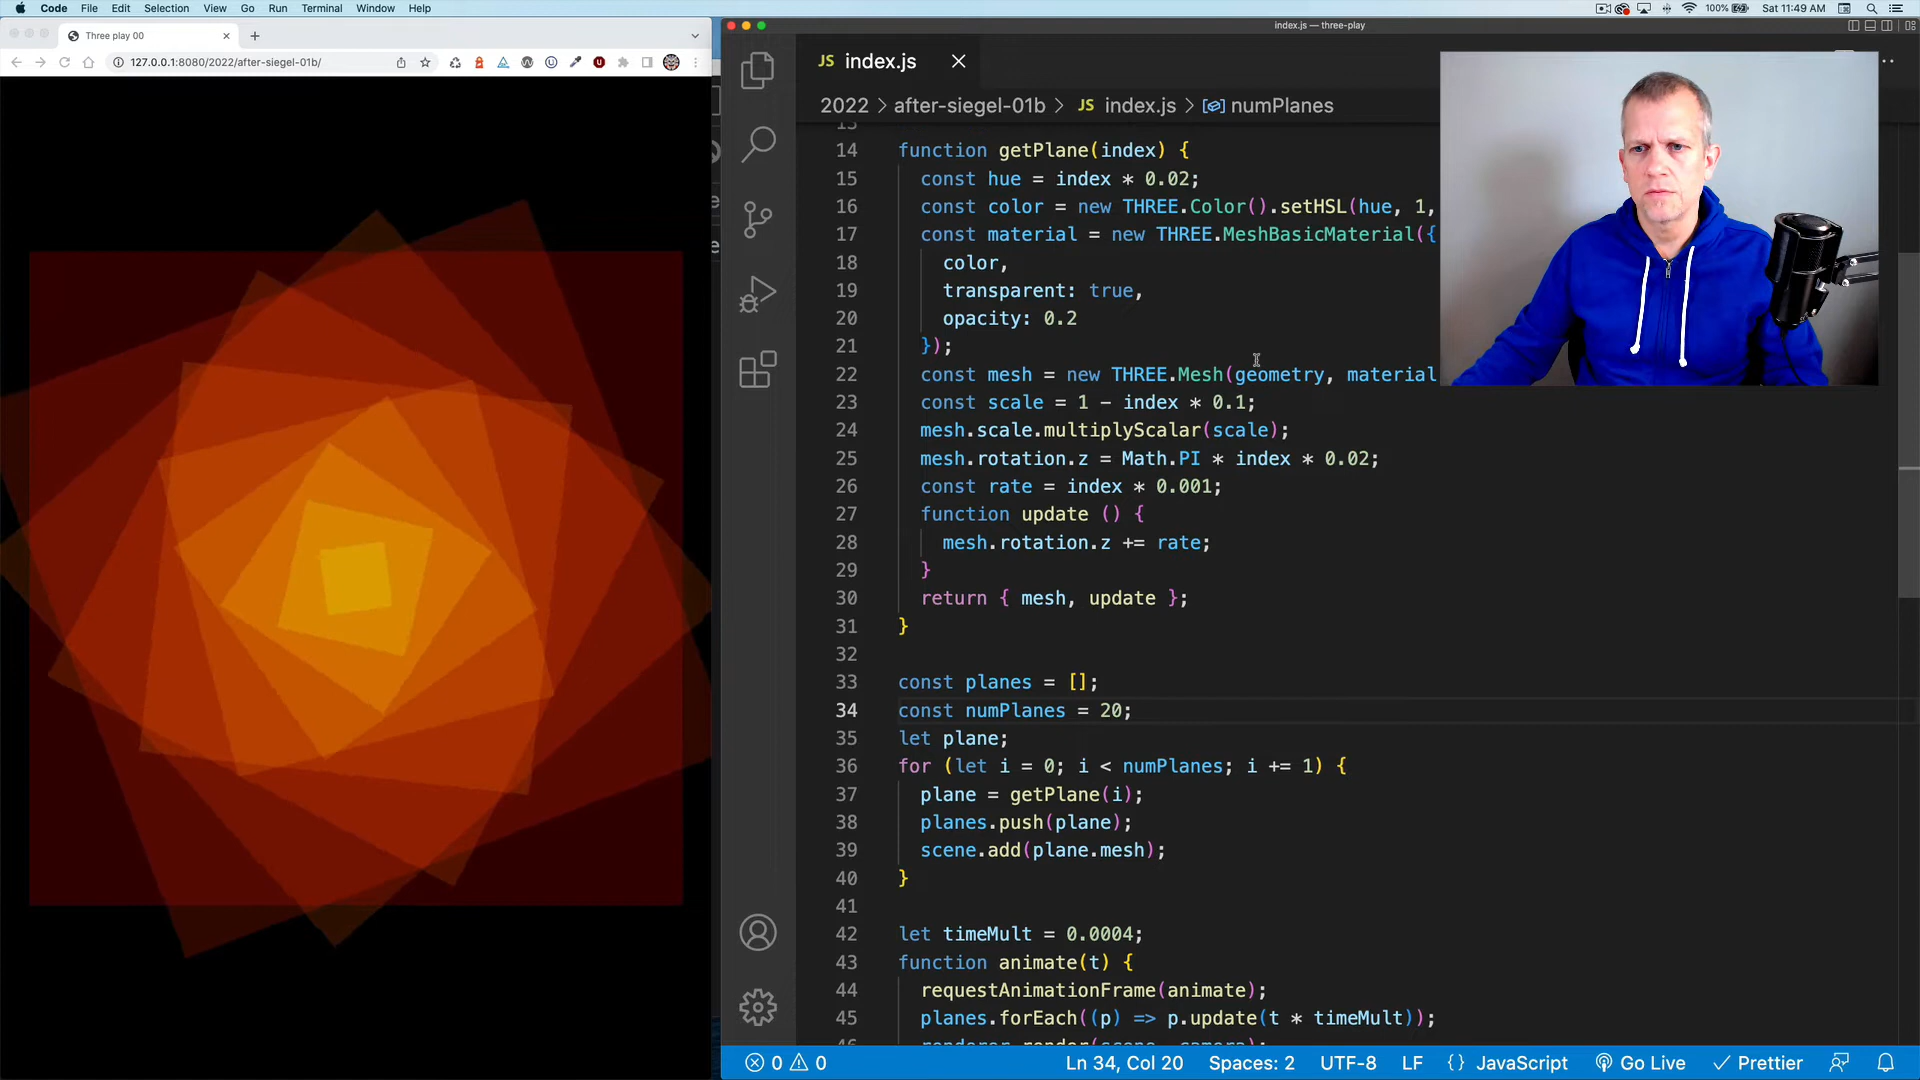 Code File Edit Selection View Go Run Terminal Window Help
100% Sat 11:49 AM
Three play 00
127.0.0.1:8080/2022/after-siegel-01b/
index.js — three-play
JS index.js
2022 > after-siegel-01b > JS index.js > numPlanes
14 function getPlane(index) {
15 const hue = index * 0.02;
16 const color = new THREE.Color().setHSL(hue, 1,
17 const material = new THREE.MeshBasicMaterial({
18 color,
19 transparent: true,
20 opacity: 0.2
21 });
22 const mesh = new THREE.Mesh(geometry, material
23 const scale = 1 - index * 0.1;
24 mesh.scale.multiplyScalar(scale);
25 mesh.rotation.z = Math.PI * index * 0.02;
26 const rate = index * 0.001;
27 function update () {
28 mesh.rotation.z += rate;
29 }
30 return { mesh, update };
31 }
32
33 const planes = [];
34 const numPlanes = 20;
35 let plane;
36 for (let i = 0; i < numPlanes; i += 1) {
37 plane = getPlane(i);
38 planes.push(plane);
39 scene.add(plane.mesh);
40 }
41
42 let timeMult = 0.0004;
43 function animate(t) {
44 requestAnimationFrame(animate);
45 planes.forEach((p) => p.update(t * timeMult));
0 0 Ln 34, Col 20 Spaces: 2 UTF-8 LF {} JavaScript Go Live Prettier